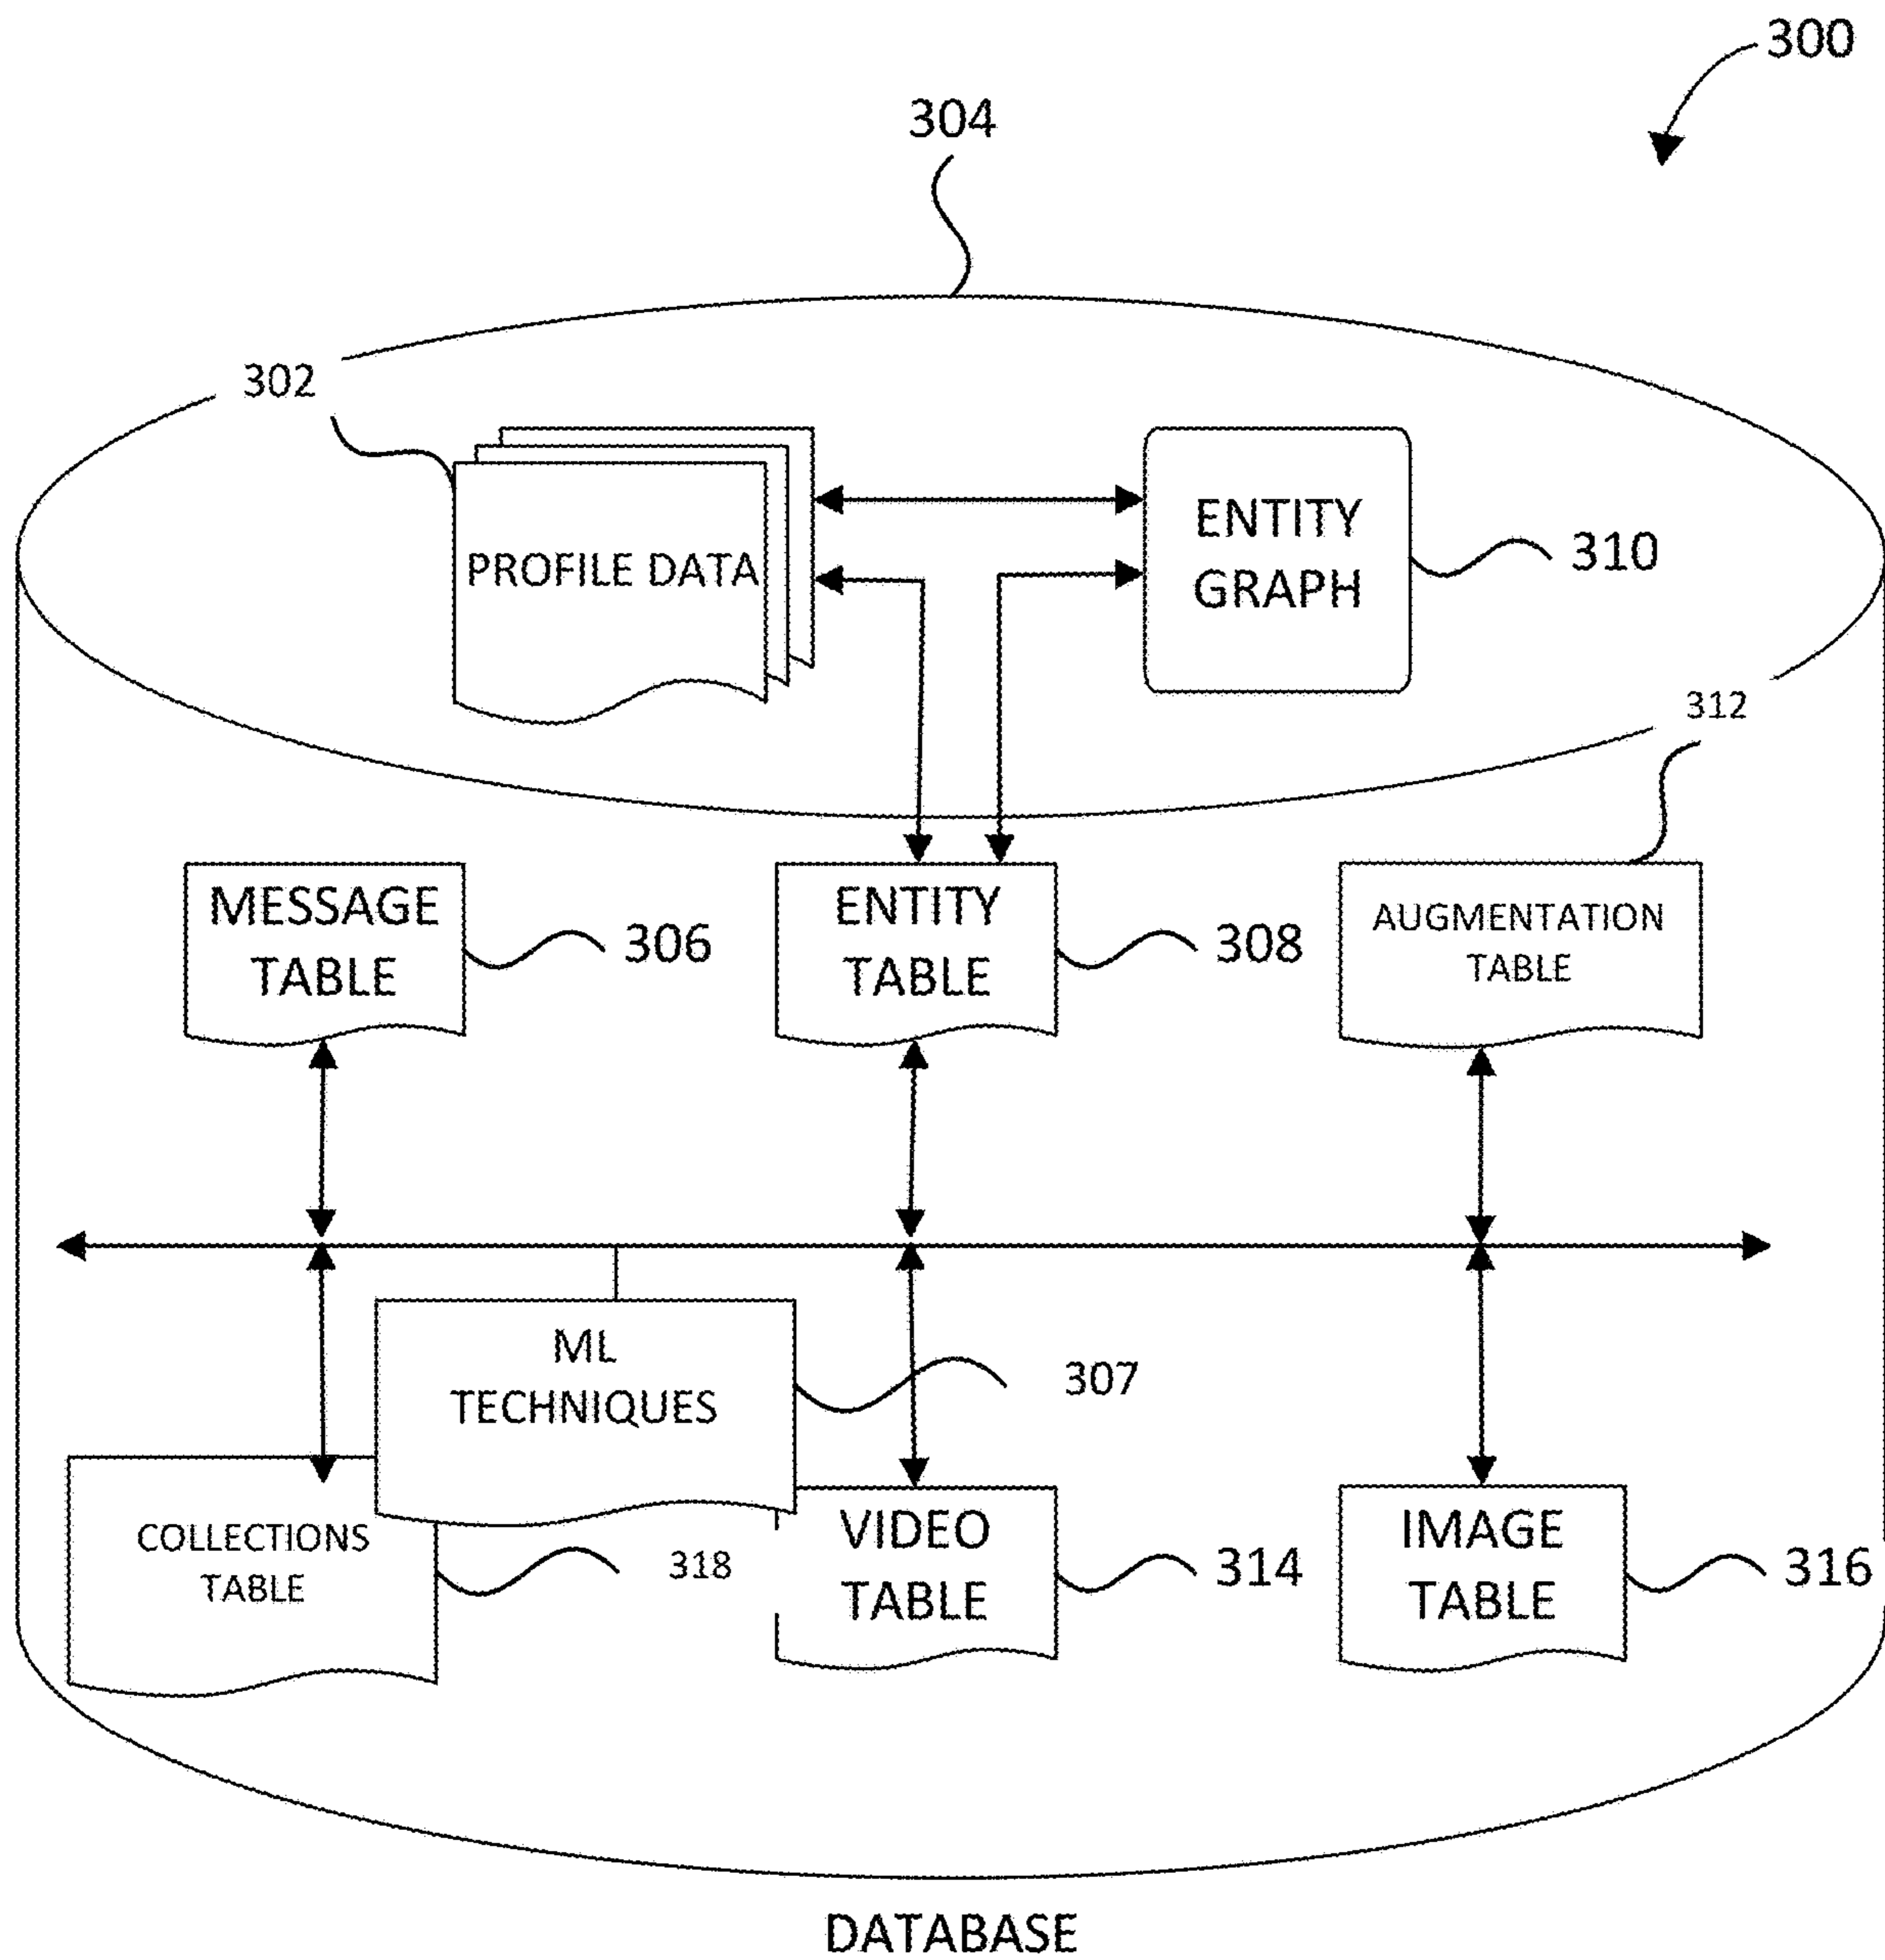 300
304
302
PROFILE DATA
ENTITY
GRAPH
310
312
MESSAGE
TABLE
306
ENTITY
TABLE
308
AUGMENTATION
TABLE
ML
TECHNIQUES
307
COLLECTIONS
TABLE
318
VIDEO
TABLE
314
IMAGE
TABLE
316
DATABASE